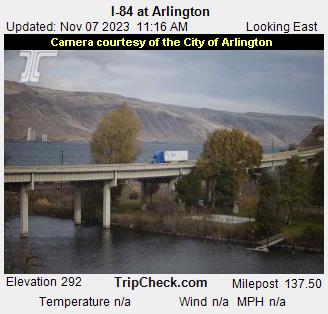 I-84 at Arlington
Updated: Nov 07 2023 11:16 AM Looking East
Camera courtesy of the City of Arlington
Elevation 292 TripCheck.com Milepost 137.50
Temperature n/a Wind n/a MPH n/a